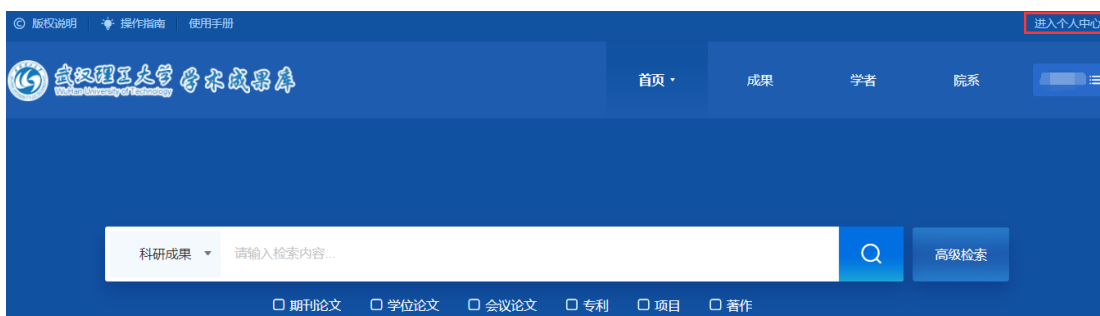 © 版权说明 操作指南 使用手册 进入个人中心
武汉理工大学 学术成果库
WuHan University of Technology
首页 成果 学者 院系
科研成果 请输入检索内容... 高级检索
期刊论文 学位论文 会议论文 专利 项目 著作